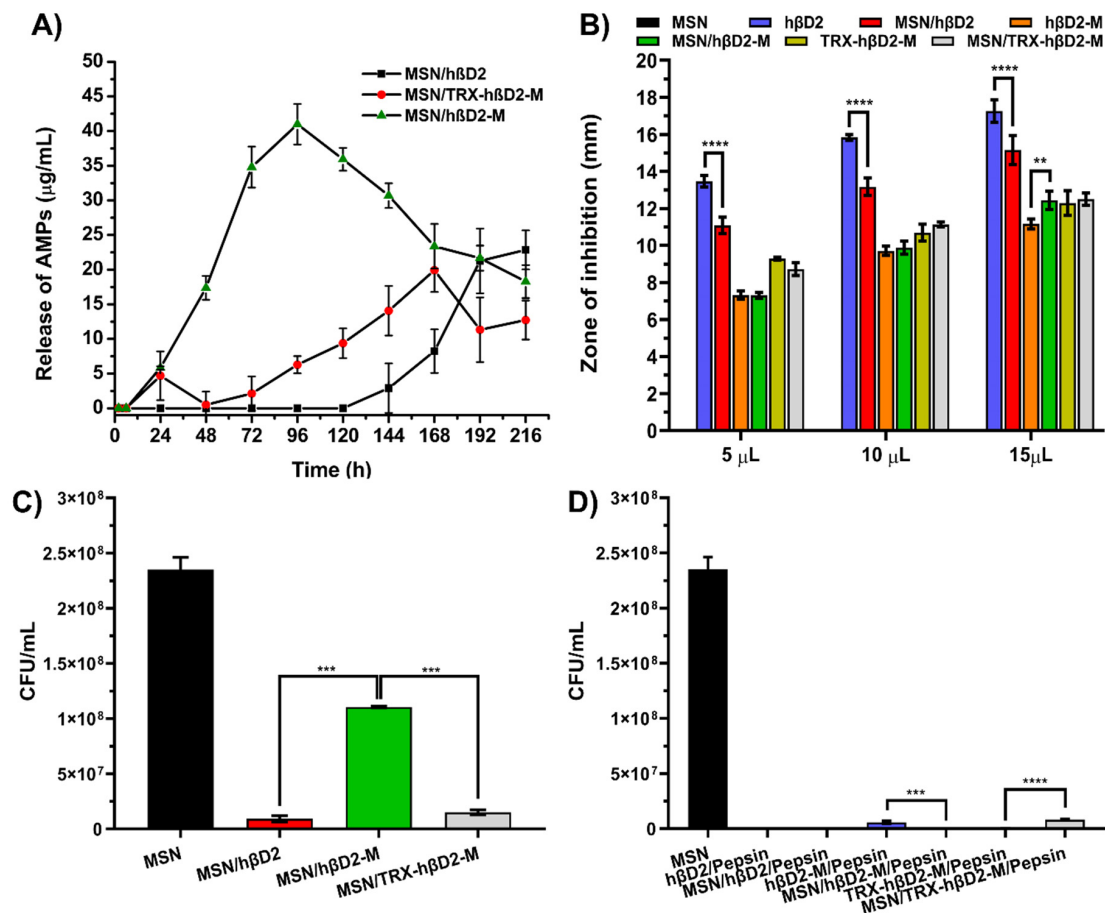 A)
MSN/hßD2
MSN/TRX-hßD2-M
MSN/hßD2-M
Release of AMPs (μg/mL)
50
45
40
35
30
25
20
15
10
5
0
0 24 48 72 96 120 144 168 192 216
Time (h)
B)
MSN hβD2 MSN/hβD2 hβD2-M
MSN/hβD2-M TRX-hβD2-M MSN/TRX-hβD2-M
Zone of inhibition (mm)
20
18
16
14
12
10
8
6
4
2
0
****
****
****
**
5 μL 10 μL 15μL
C)
CFU/mL
3×10⁸
2.5×10⁸
2×10⁸
1.5×10⁸
1×10⁸
5×10⁷
0
*** ***
MSN
MSN/hβD2
MSN/hβD2-M
MSN/TRX-hβD2-M
D)
CFU/mL
3×10⁸
2.5×10⁸
2×10⁸
1.5×10⁸
1×10⁸
5×10⁷
0
*** ****
MSN
hβD2/Pepsin
MSN/hβD2/Pepsin
hβD2-M/Pepsin
MSN/hβD2-M/Pepsin
TRX-hβD2-M/Pepsin
MSN/TRX-hβD2-M/Pepsin